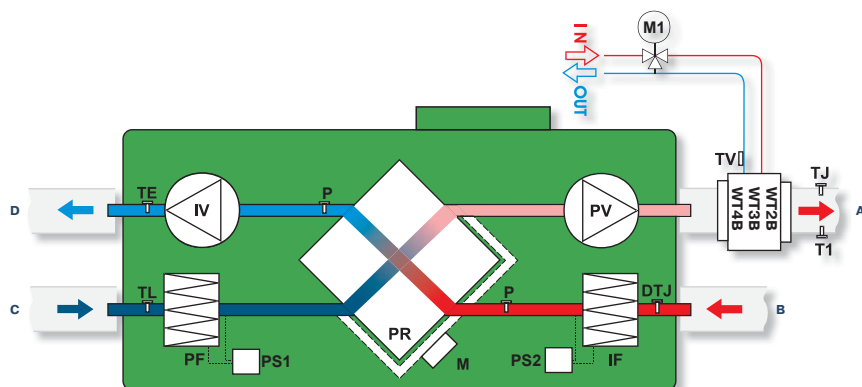 M1
IN
OUT
TV
TJ
WT4B
WT3B
WT2B
TE
P
IV
PV
D
A
T1
C
TL
P
DTJ
B
PF
PS1
PR
M
PS2
IF